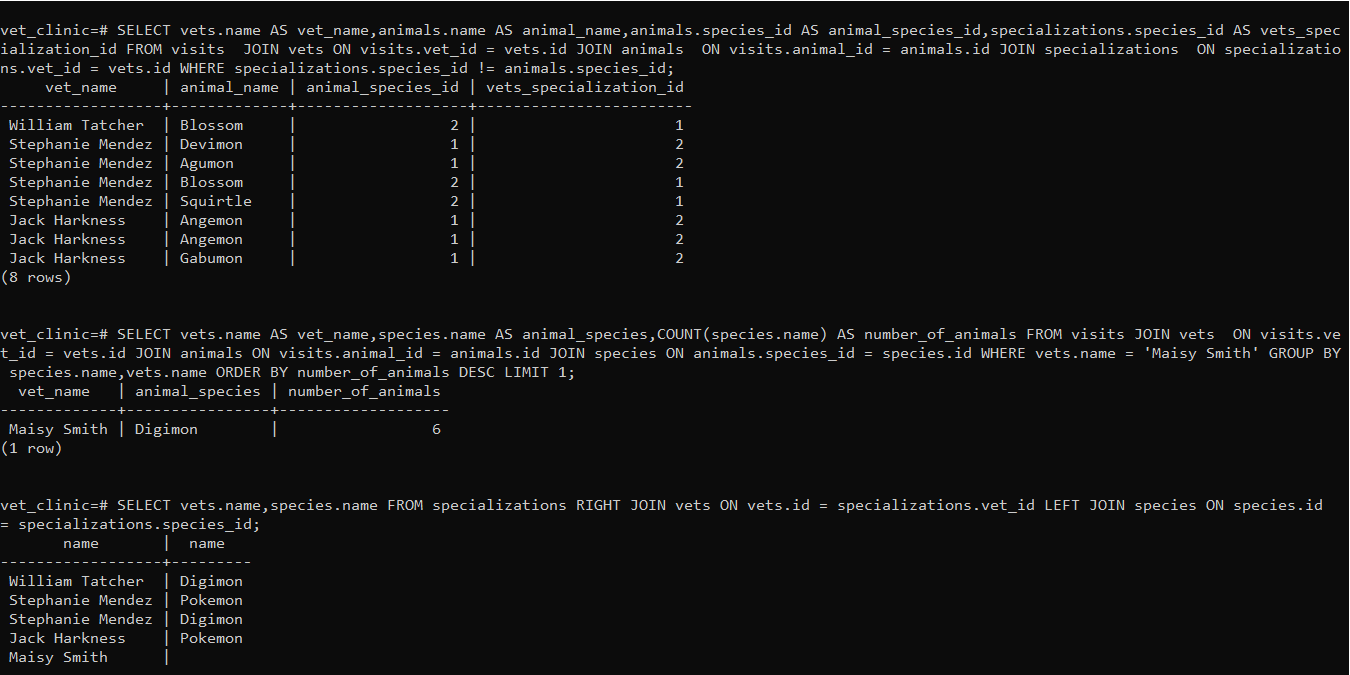 vet_clinic=# SELECT vets.name AS vet_name,animals.name AS animal_name,animals.species_id AS animal_species_id,specializations.species_id AS vets_spec
ialization_id FROM visits  JOIN vets ON visits.vet_id = vets.id JOIN animals  ON visits.animal_id = animals.id JOIN specializations  ON specializatio
ns.vet_id = vets.id WHERE specializations.species_id != animals.species_id;
     vet_name     | animal_name | animal_species_id | vets_specialization_id
------------------+-------------+-------------------+------------------------
 William Tatcher  | Blossom     |                 2 |                      1
 Stephanie Mendez | Devimon     |                 1 |                      2
 Stephanie Mendez | Agumon      |                 1 |                      2
 Stephanie Mendez | Blossom     |                 2 |                      1
 Stephanie Mendez | Squirtle    |                 2 |                      1
 Jack Harkness    | Angemon     |                 1 |                      2
 Jack Harkness    | Angemon     |                 1 |                      2
 Jack Harkness    | Gabumon     |                 1 |                      2
(8 rows)
vet_clinic=# SELECT vets.name AS vet_name,species.name AS animal_species,COUNT(species.name) AS number_of_animals FROM visits JOIN vets  ON visits.ve
t_id = vets.id JOIN animals ON visits.animal_id = animals.id JOIN species ON animals.species_id = species.id WHERE vets.name = 'Maisy Smith' GROUP BY
 species.name,vets.name ORDER BY number_of_animals DESC LIMIT 1;
  vet_name   | animal_species | number_of_animals
-------------+----------------+-------------------
 Maisy Smith | Digimon        |                 6
(1 row)
vet_clinic=# SELECT vets.name,species.name FROM specializations RIGHT JOIN vets ON vets.id = specializations.vet_id LEFT JOIN species ON species.id
= specializations.species_id;
       name       |  name
------------------+---------
 William Tatcher  | Digimon
 Stephanie Mendez | Pokemon
 Stephanie Mendez | Digimon
 Jack Harkness    | Pokemon
 Maisy Smith      |